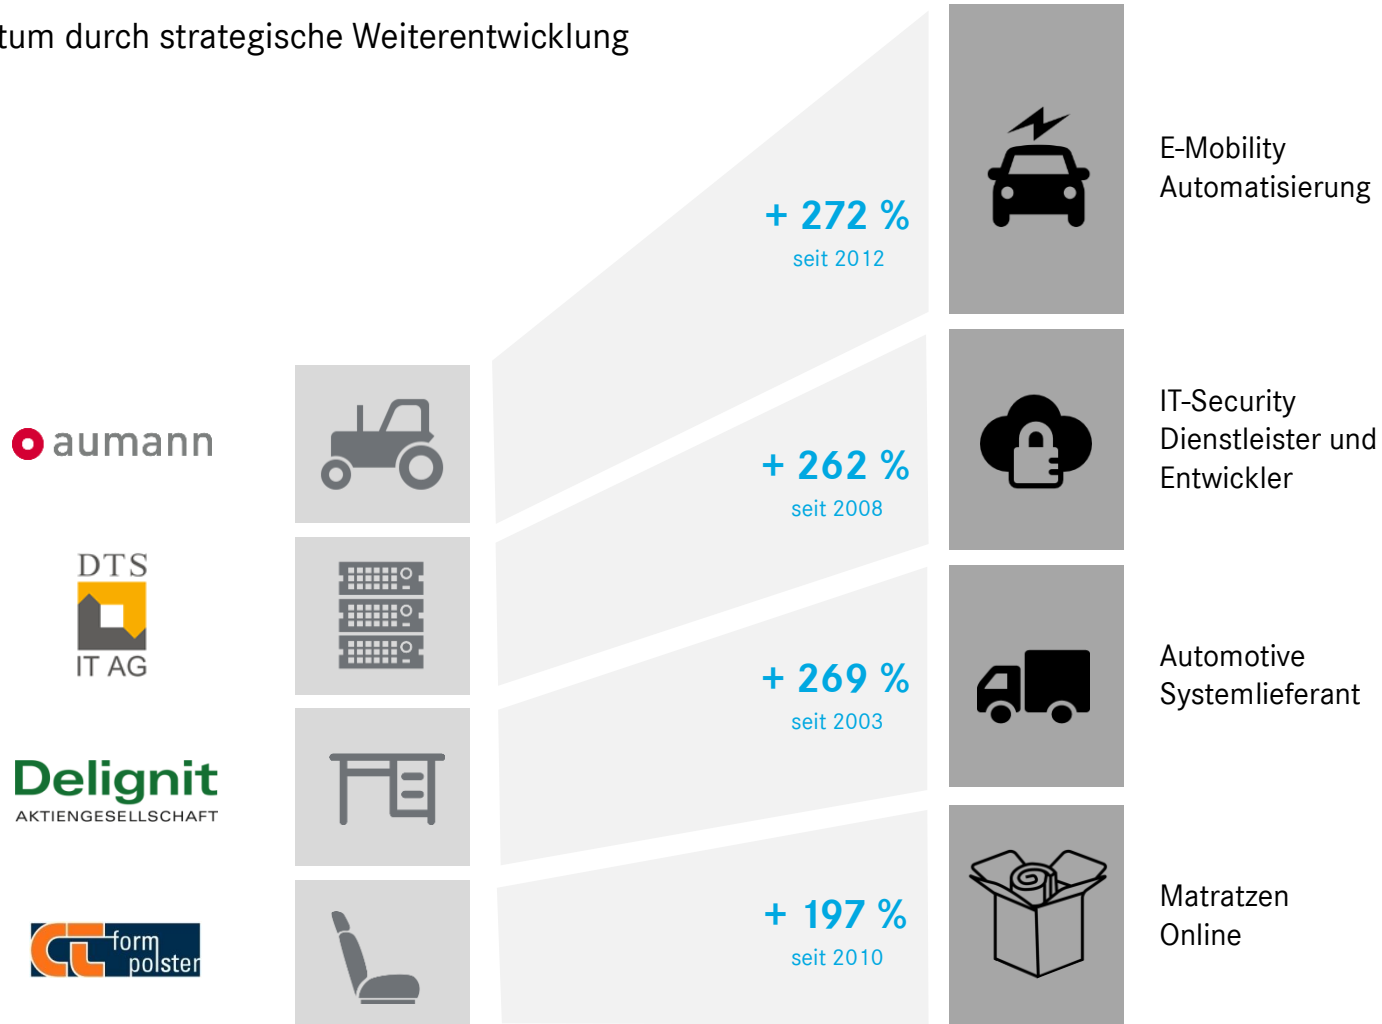 tum durch strategische Weiterentwicklung
+ 272 %
seit 2012
E-Mobility
Automatisierung
aumann
+ 262 %
seit 2008
IT-Security
Dienstleister und
Entwickler
DTS
IT AG
+ 269 %
seit 2003
Automotive
Systemlieferant
Delignit
AKTIENGESELLSCHAFT
+ 197 %
seit 2010
Matratzen
Online
CT form
polster